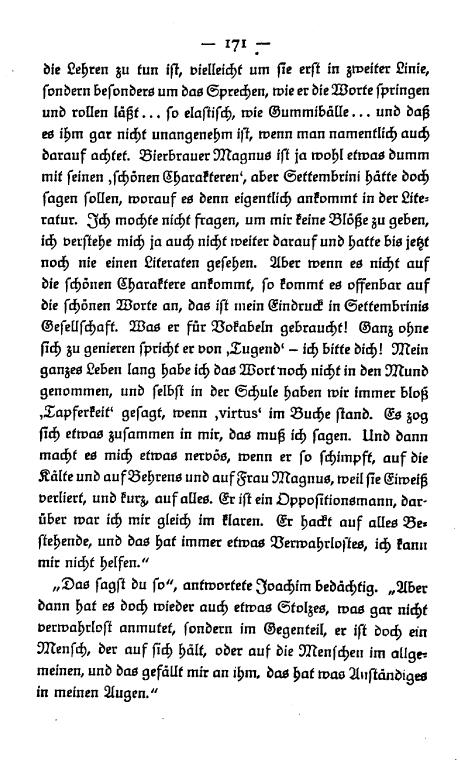 — 171 —
die Lehren zu tun ist, vielleicht um sie erst in zweiter Linie,
sondern besonders um das Sprechen, wie er die Worte springen
und rollen läßt... so elastisch, wie Gummibälle... und daß
es ihm gar nicht unangenehm ist, wenn man namentlich auch
darauf achtet. Bierbrauer Magnus ist ja wohl etwas dumm
mit seinen ‚schönen Charakteren‘, aber Settembrini hätte doch
sagen sollen, worauf es denn eigentlich ankommt in der Lite-
ratur. Ich mochte nicht fragen, um mir keine Blöße zu geben,
ich verstehe mich ja auch nicht weiter darauf und hatte bis jetzt
noch nie einen Literaten gesehen. Aber wenn es nicht auf
die schönen Charaktere ankommt, so kommt es offenbar auf
die schönen Worte an, das ist mein Eindruck in Settembrinis
Gesellschaft. Was er für Vokabeln gebraucht! Ganz ohne
sich zu genieren spricht er von ‚Tugend‘ – ich bitte dich! Mein
ganzes Leben lang habe ich das Wort noch nicht in den Mund
genommen, und selbst in der Schule haben wir immer bloß
‚Tapferkeit‘ gesagt, wenn ‚virtus‘ im Buche stand. Es zog
sich etwas zusammen in mir, das muß ich sagen. Und dann
macht es mich etwas nervös, wenn er so schimpft, auf die
Kälte und auf Behrens und auf Frau Magnus, weil sie Eiweiß
verliert, und kurz, auf alles. Er ist ein Oppositionsmann, dar-
über war ich mir gleich im klaren. Er hackt auf alles Be-
stehende, und das hat immer etwas Verwahrlostes, ich kann
mir nicht helfen.“
„Das sagst du so“, antwortete Joachim bedächtig. „Aber
dann hat es doch wieder auch etwas Stolzes, was gar nicht
verwahrlost anmutet, sondern im Gegenteil, er ist doch ein
Mensch, der auf sich hält, oder auf die Menschen im allge-
meinen, und das gefällt mir an ihm, das hat was Anständiges
in meinen Augen.“